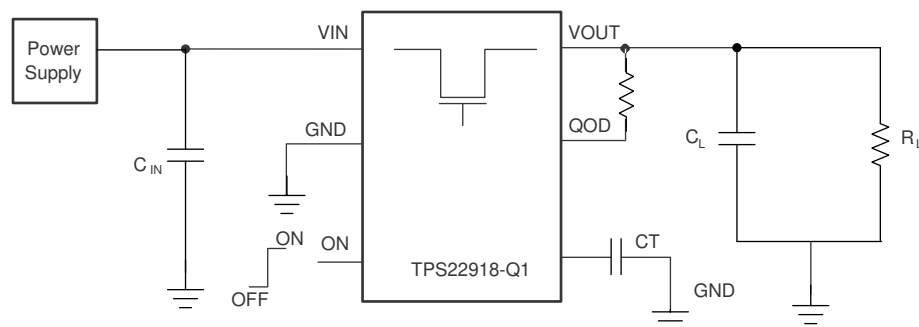 Power
Supply
VIN
VOUT
GND
QOD
C IN
C L
R L
ON
ON
OFF
TPS22918-Q1
CT
GND